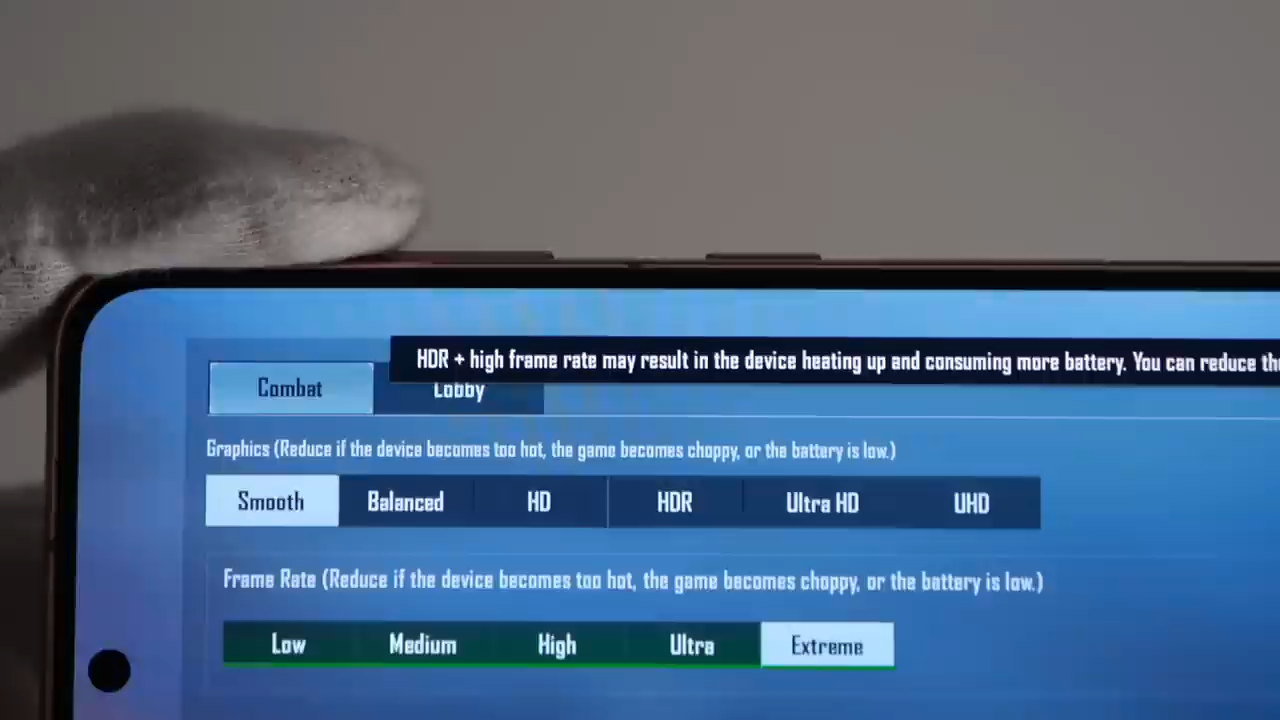 HDR + high frame rate may result in the device heating up and consuming more battery. You can reduce the
Combat
Lobby
Graphics (Reduce if the device becomes too hot, the game becomes choppy, or the battery is low.)
Smooth Balanced HD HDR Ultra HD UHD
Frame Rate (Reduce if the device becomes too hot, the game becomes choppy, or the battery is low.)
Low Medium High Ultra Extreme